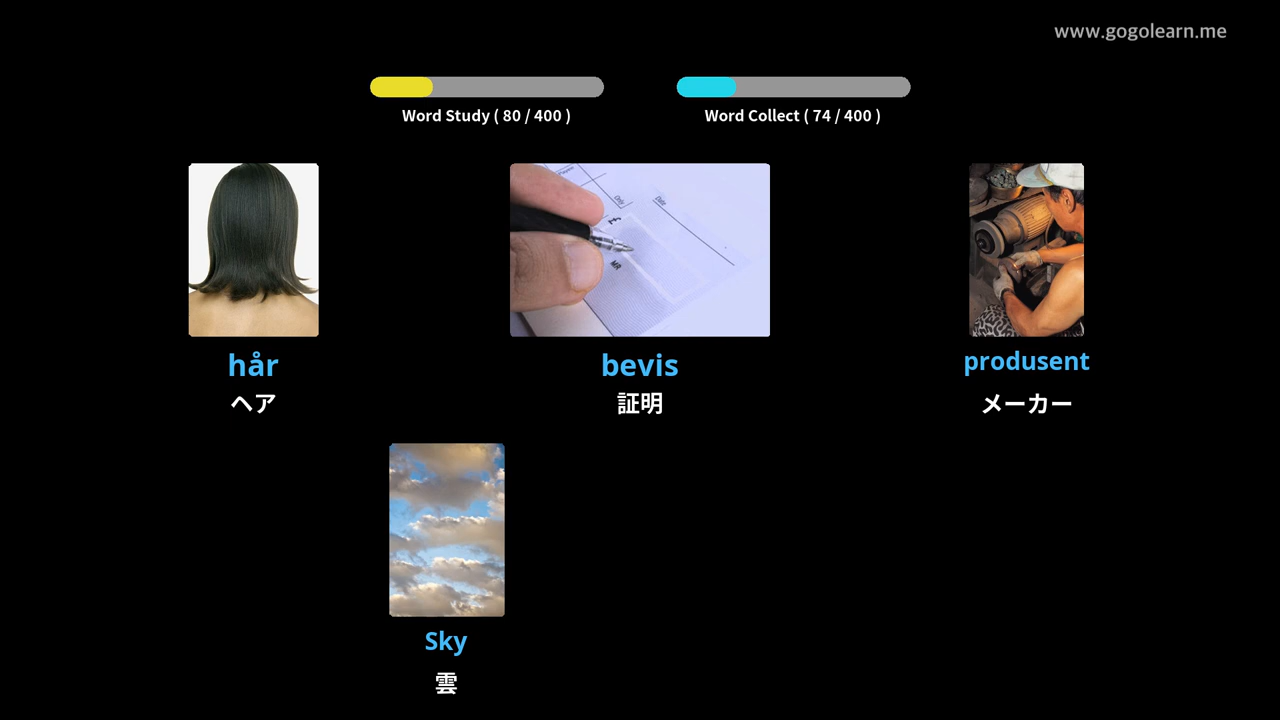 www.gogolearn.me
Word Study ( 80 / 400 )
Word Collect ( 74 / 400 )
hår
ヘア
bevis
証明
produsent
メーカー
Sky
雲